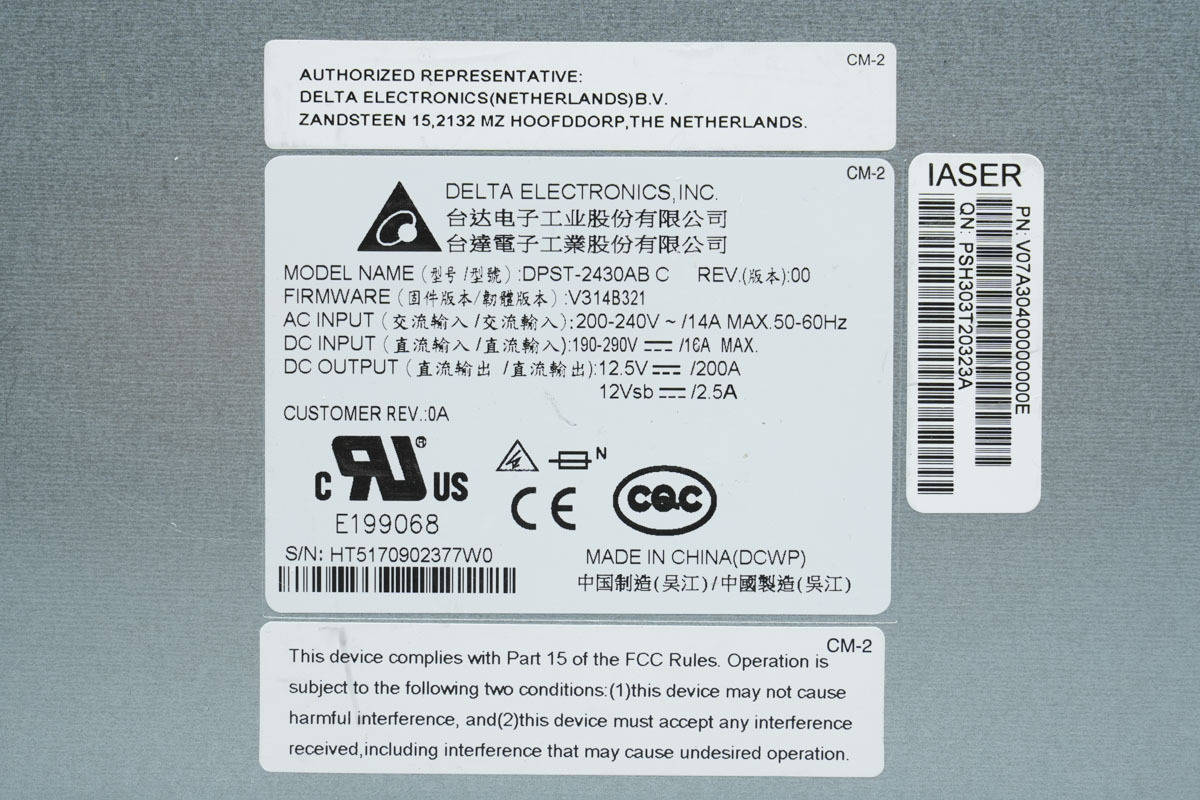 CM-2
AUTHORIZED REPRESENTATIVE:
DELTA ELECTRONICS(NETHERLANDS)B.V.
ZANDSTEEN 15,2132 MZ HOOFDDORP,THE NETHERLANDS.
CM-2
DELTA ELECTRONICS,INC.
台达电子工业股份有限公司
台達電子工業股份有限公司
MODEL NAME (型号/型號):DPST-2430AB C REV.(版本):00
FIRMWARE (固件版本/韌體版本):V314B321
AC INPUT (交流输入/交流輸入):200-240V ~ /14A MAX.50-60Hz
DC INPUT (直流输入/直流輸入):190-290V ⎓ /16A MAX.
DC OUTPUT (直流输出/直流輸出):12.5V ⎓ /200A
12Vsb ⎓ /2.5A
CUSTOMER REV.:0A
C RU ® US
N
CE
CQC
E199068
S/N: HT5170902377W0
MADE IN CHINA(DCWP)
中国制造(吴江)/中國製造(吳江)
IASER
PN: V07A30400000000E
QN: PSH303T20323A
CM-2
This device complies with Part 15 of the FCC Rules. Operation is
subject to the following two conditions:(1)this device may not cause
harmful interference, and(2)this device must accept any interference
received,including interference that may cause undesired operation.